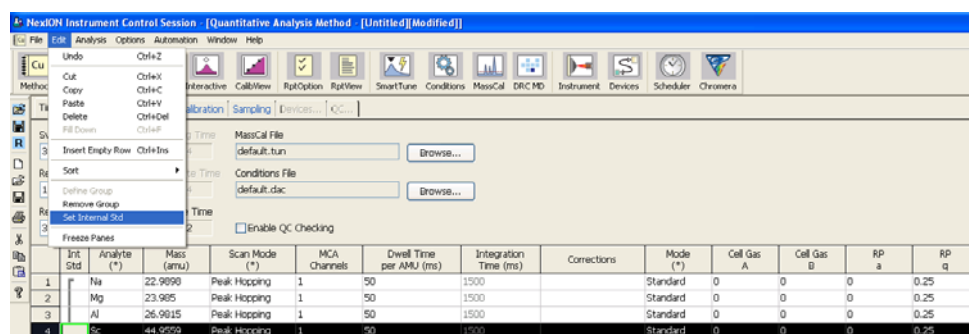 NexION Instrument Control Session - [Quantitative Analysis Method - [Untitled][Modified]]
File Edit Analysis Options Automation Window Help
Undo Ctrl+Z
Cut Ctrl+X
Copy Ctrl+C
Paste Ctrl+V
Delete Ctrl+Del
Fill Down Ctrl+F
Insert Empty Row Ctrl+Ins
Sort
Define Group
Remove Group
Set Internal Std
Freeze Panes
Cu
Interactive CalibView RptOption RptView SmartTune Conditions MassCal DRC MD Instrument Devices Scheduler Chromera
Sampling Devices... QC...
MassCal File
default.tun Browse...
Conditions File
default.dac Browse...
Time
Enable QC Checking
Int Std Analyte (*) Mass (amu) Scan Mode (*) MCA Channels Dwell Time per AMU (ms) Integration Time (ms) Corrections Mode (*) Cell Gas A Cell Gas B RP a RP q
1 Na 22.9898 Peak Hopping 1 50 1500 Standard 0 0 0 0.25
2 Mg 23.985 Peak Hopping 1 50 1500 Standard 0 0 0 0.25
3 Al 26.9815 Peak Hopping 1 50 1500 Standard 0 0 0 0.25
4 Sc 44.9559 Peak Hopping 1 50 1500 Standard 0 0 0 0.25